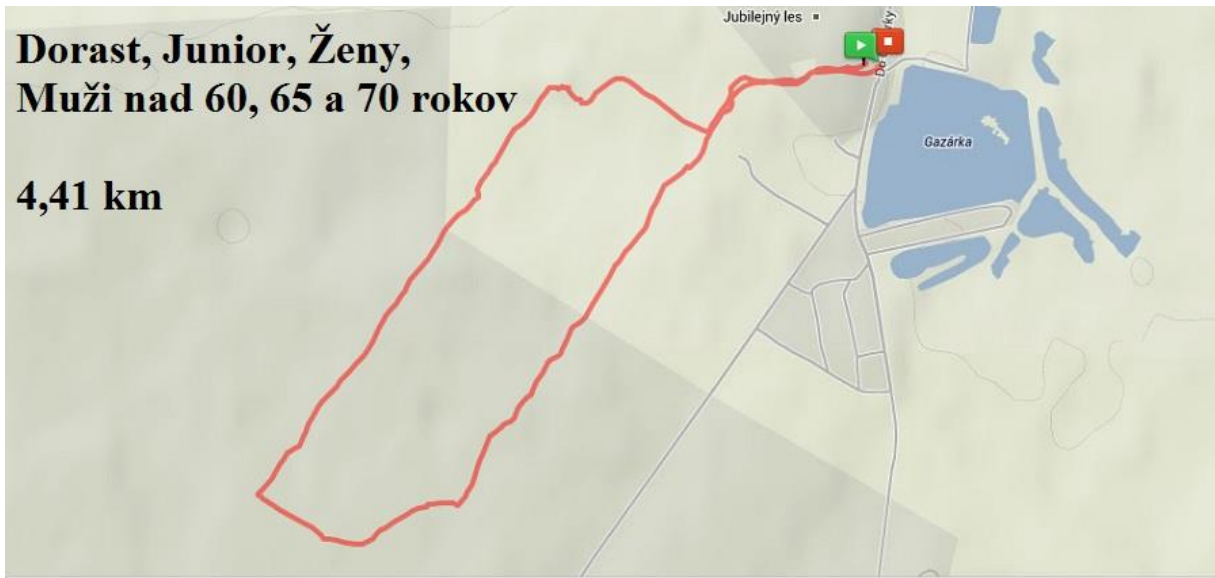 Dorast, Junior, Ženy,
Muži nad 60, 65 a 70 rokov
4,41 km
Jubilejný les
Gazárka